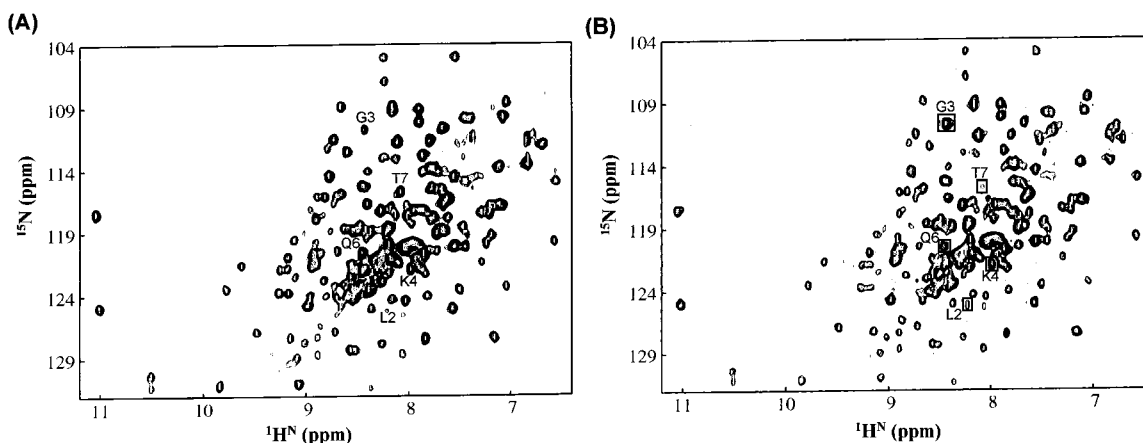 (A)
104
109
114
119
124
129
¹⁵N (ppm)
G3
T7
Q6
K4
L2
11
10
9
8
7
¹Hᴺ (ppm)
(B)
104
109
114
119
124
129
¹⁵N (ppm)
G3
T7
Q6
K4
L2
11
10
9
8
7
¹Hᴺ (ppm)